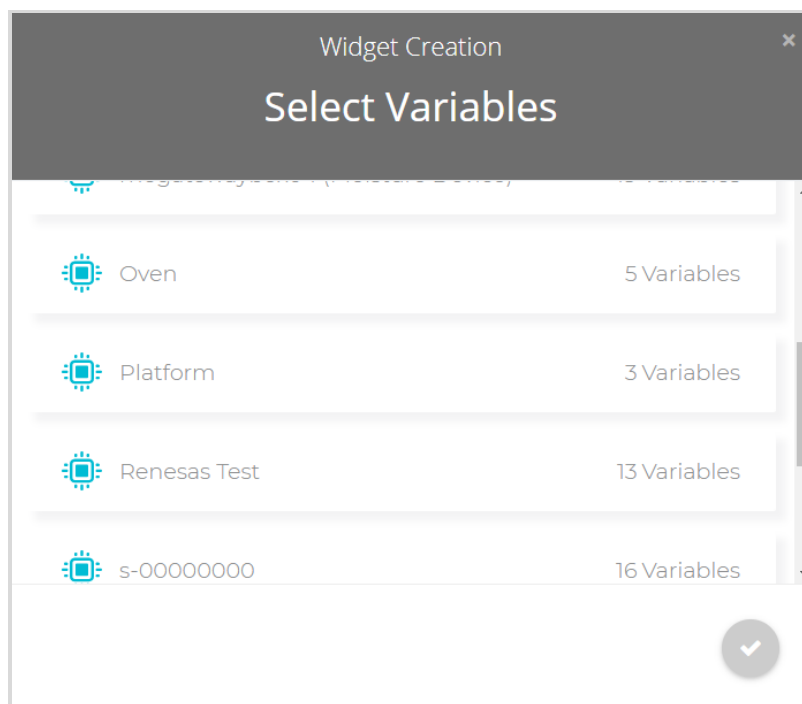 Widget Creation
Select Variables
Oven 5 Variables
Platform 3 Variables
Renesas Test 13 Variables
s-00000000 16 Variables